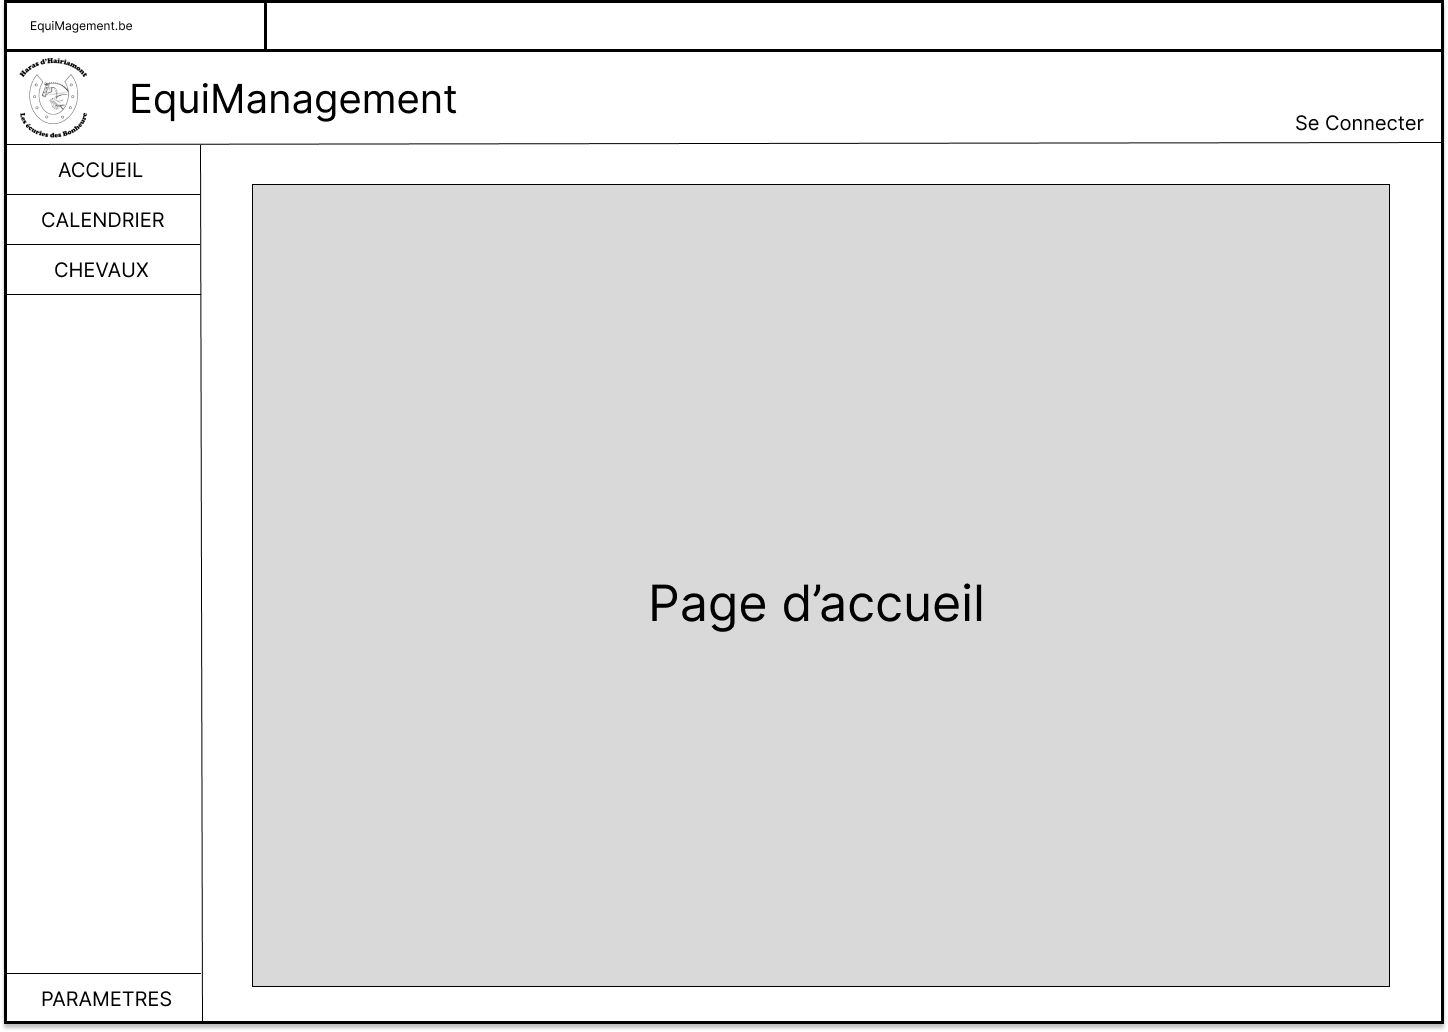 EquiMagement.be
Haras d'Hairiamont
Les écuries des Bonheurs
EquiManagement
Se Connecter
ACCUEIL
CALENDRIER
CHEVAUX
Page d’accueil
PARAMETRES